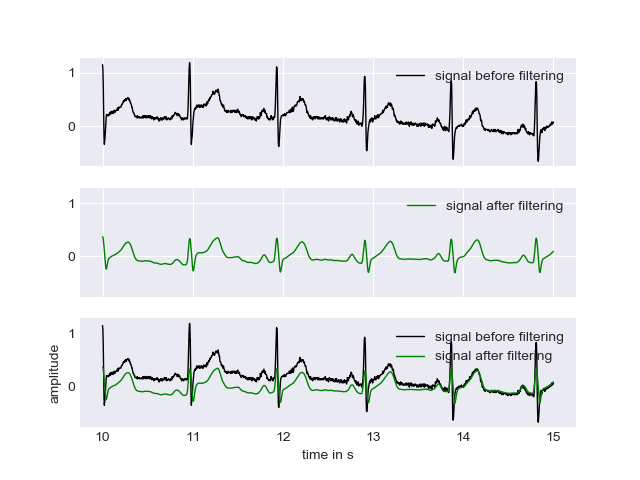 signal before filtering
1
0
signal after filtering
1
0
signal before filtering
signal after filtering
1
0
amplitude
10 11 12 13 14 15
time in s